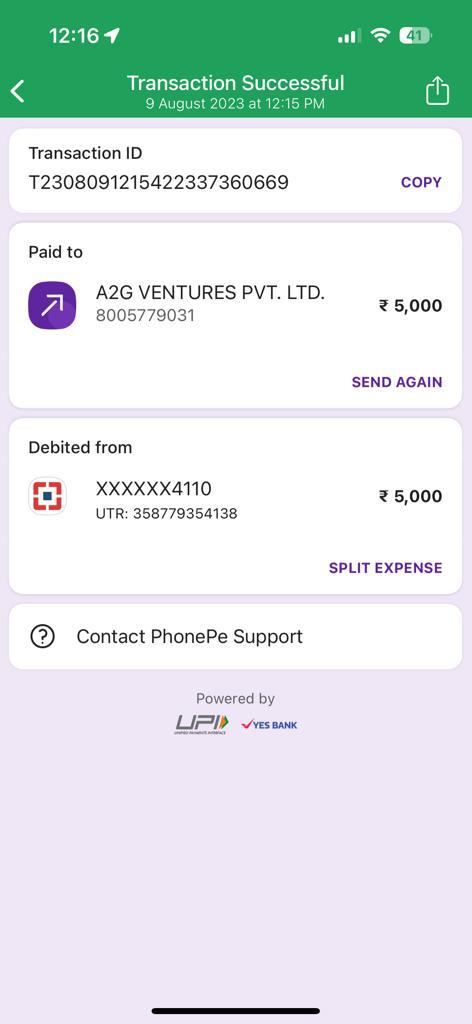 12:16
41
Transaction Successful
9 August 2023 at 12:15 PM
Transaction ID
T2308091215422337360669
COPY
Paid to
A2G VENTURES PVT. LTD.
₹ 5,000
8005779031
SEND AGAIN
Debited from
XXXXXX4110
₹ 5,000
UTR: 358779354138
SPLIT EXPENSE
Contact PhonePe Support
Powered by
UPI
UNIFIED PAYMENTS INTERFACE
YES BANK